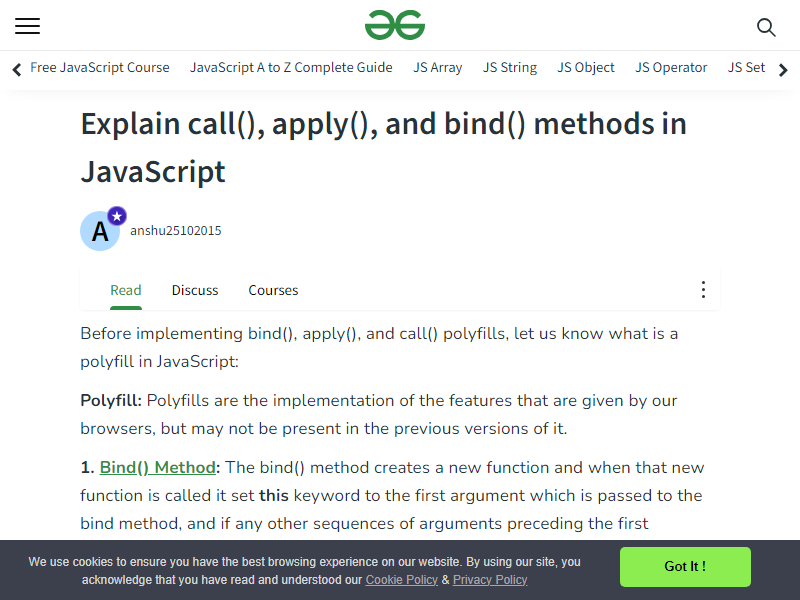 Free JavaScript Course JavaScript A to Z Complete Guide JS Array JS String JS Object JS Operator JS Set
Explain call(), apply(), and bind() methods in
JavaScript
A
anshu25102015
Read Discuss Courses
Before implementing bind(), apply(), and call() polyfills, let us know what is a
polyfill in JavaScript:
Polyfill: Polyfills are the implementation of the features that are given by our
browsers, but may not be present in the previous versions of it.
1. Bind() Method: The bind() method creates a new function and when that new
function is called it set this keyword to the first argument which is passed to the
bind method, and if any other sequences of arguments preceding the first
We use cookies to ensure you have the best browsing experience on our website. By using our site, you
acknowledge that you have read and understood our Cookie Policy & Privacy Policy
Got It !